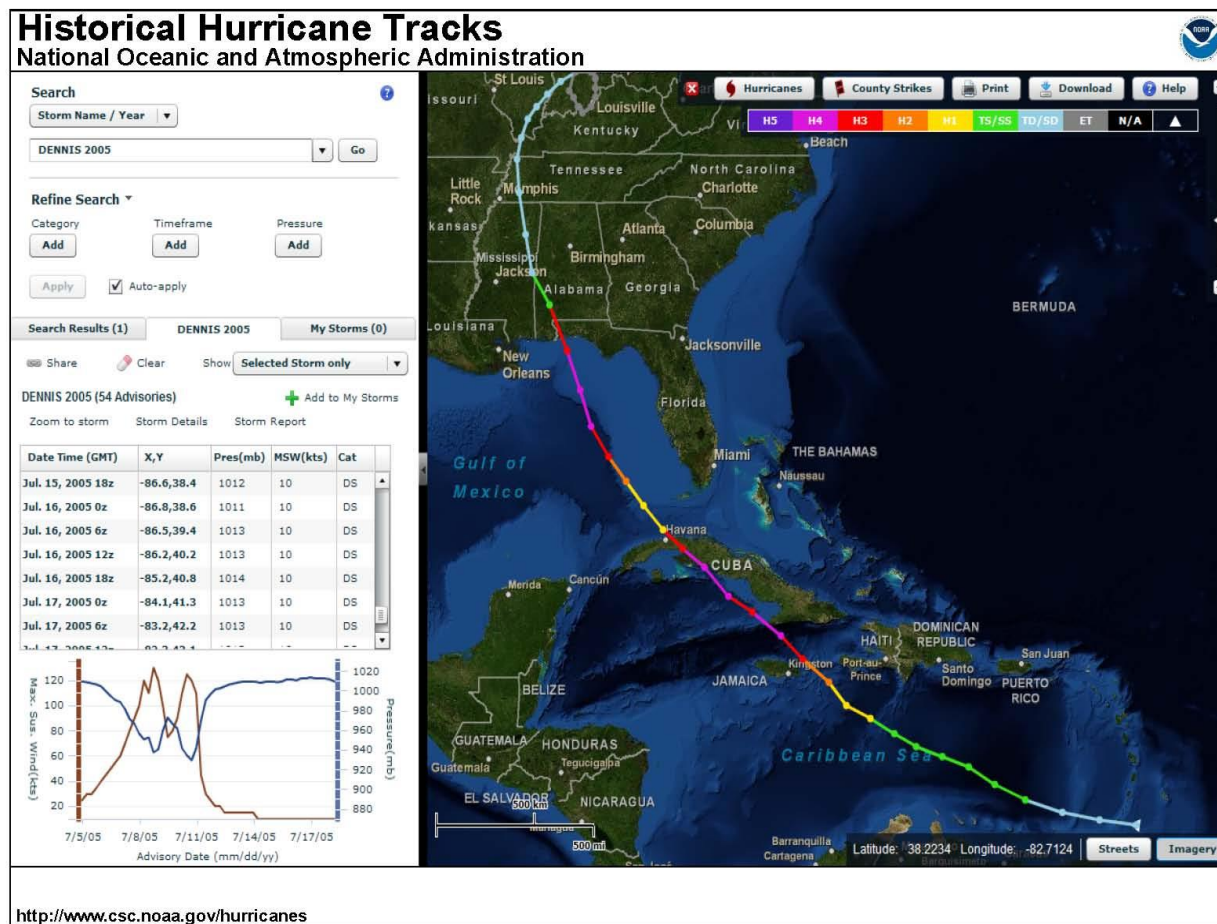 Historical Hurricane Tracks
National Oceanic and Atmospheric Administration
NOAA
Search
Storm Name / Year
DENNIS 2005
Go
Refine Search
Category Timeframe Pressure
Add Add Add
Apply Auto-apply
Search Results (1) DENNIS 2005 My Storms (0)
Share Clear Show Selected Storm only
DENNIS 2005 (54 Advisories) Add to My Storms
Zoom to storm Storm Details Storm Report
Date Time (GMT) X,Y Pres(mb) MSW(kts) Cat
Jul. 15, 2005 18z -86.6,38.4 1012 10 DS
Jul. 16, 2005 0z -86.8,38.6 1011 10 DS
Jul. 16, 2005 6z -86.5,39.4 1013 10 DS
Jul. 16, 2005 12z -86.2,40.2 1013 10 DS
Jul. 16, 2005 18z -85.2,40.8 1014 10 DS
Jul. 17, 2005 0z -84.1,41.3 1013 10 DS
Jul. 17, 2005 6z -83.2,42.2 1013 10 DS
Max. Sus. Wind(kts)
120
100
80
60
40
20
1020
1000
980
960
940
920
900
880
Pressure(mb)
7/5/05 7/8/05 7/11/05 7/14/05 7/17/05
Advisory Date (mm/dd/yy)
Hurricanes County Strikes Print Download Help
H5 H4 H3 H2 H1 TS/SS TD/SD ET N/A
St Louis
issouri
Louisville
Kentucky
Vi
Beach
Tennessee
North Carolina
Little
Rock
Memphis
Charlotte
kansas
Atlanta
Columbia
Mississippi
Birmingham
Jackson
Alabama
Georgia
BERMUDA
Louisiana
Jacksonville
New
Orleans
Florida
Miami
THE BAHAMAS
Gulf of
Mexico
Naussau
Havana
CUBA
Merida
Cancún
DOMINICAN
REPUBLIC
HAITI
San Juan
Kingston
Port-au-
Prince
Santo
Domingo
JAMAICA
PUERTO
RICO
BELIZE
GUATEMALA
HONDURAS
Caribbean Sea
Guatemala
Tegucigalpa
EL SALVADOR
NICARAGUA
500 km
500 mi
Managua
Barranquilla
Cartagena
Latitude: 38.2234 Longitude: -82.7124 Streets Imagery
http://www.csc.noaa.gov/hurricanes